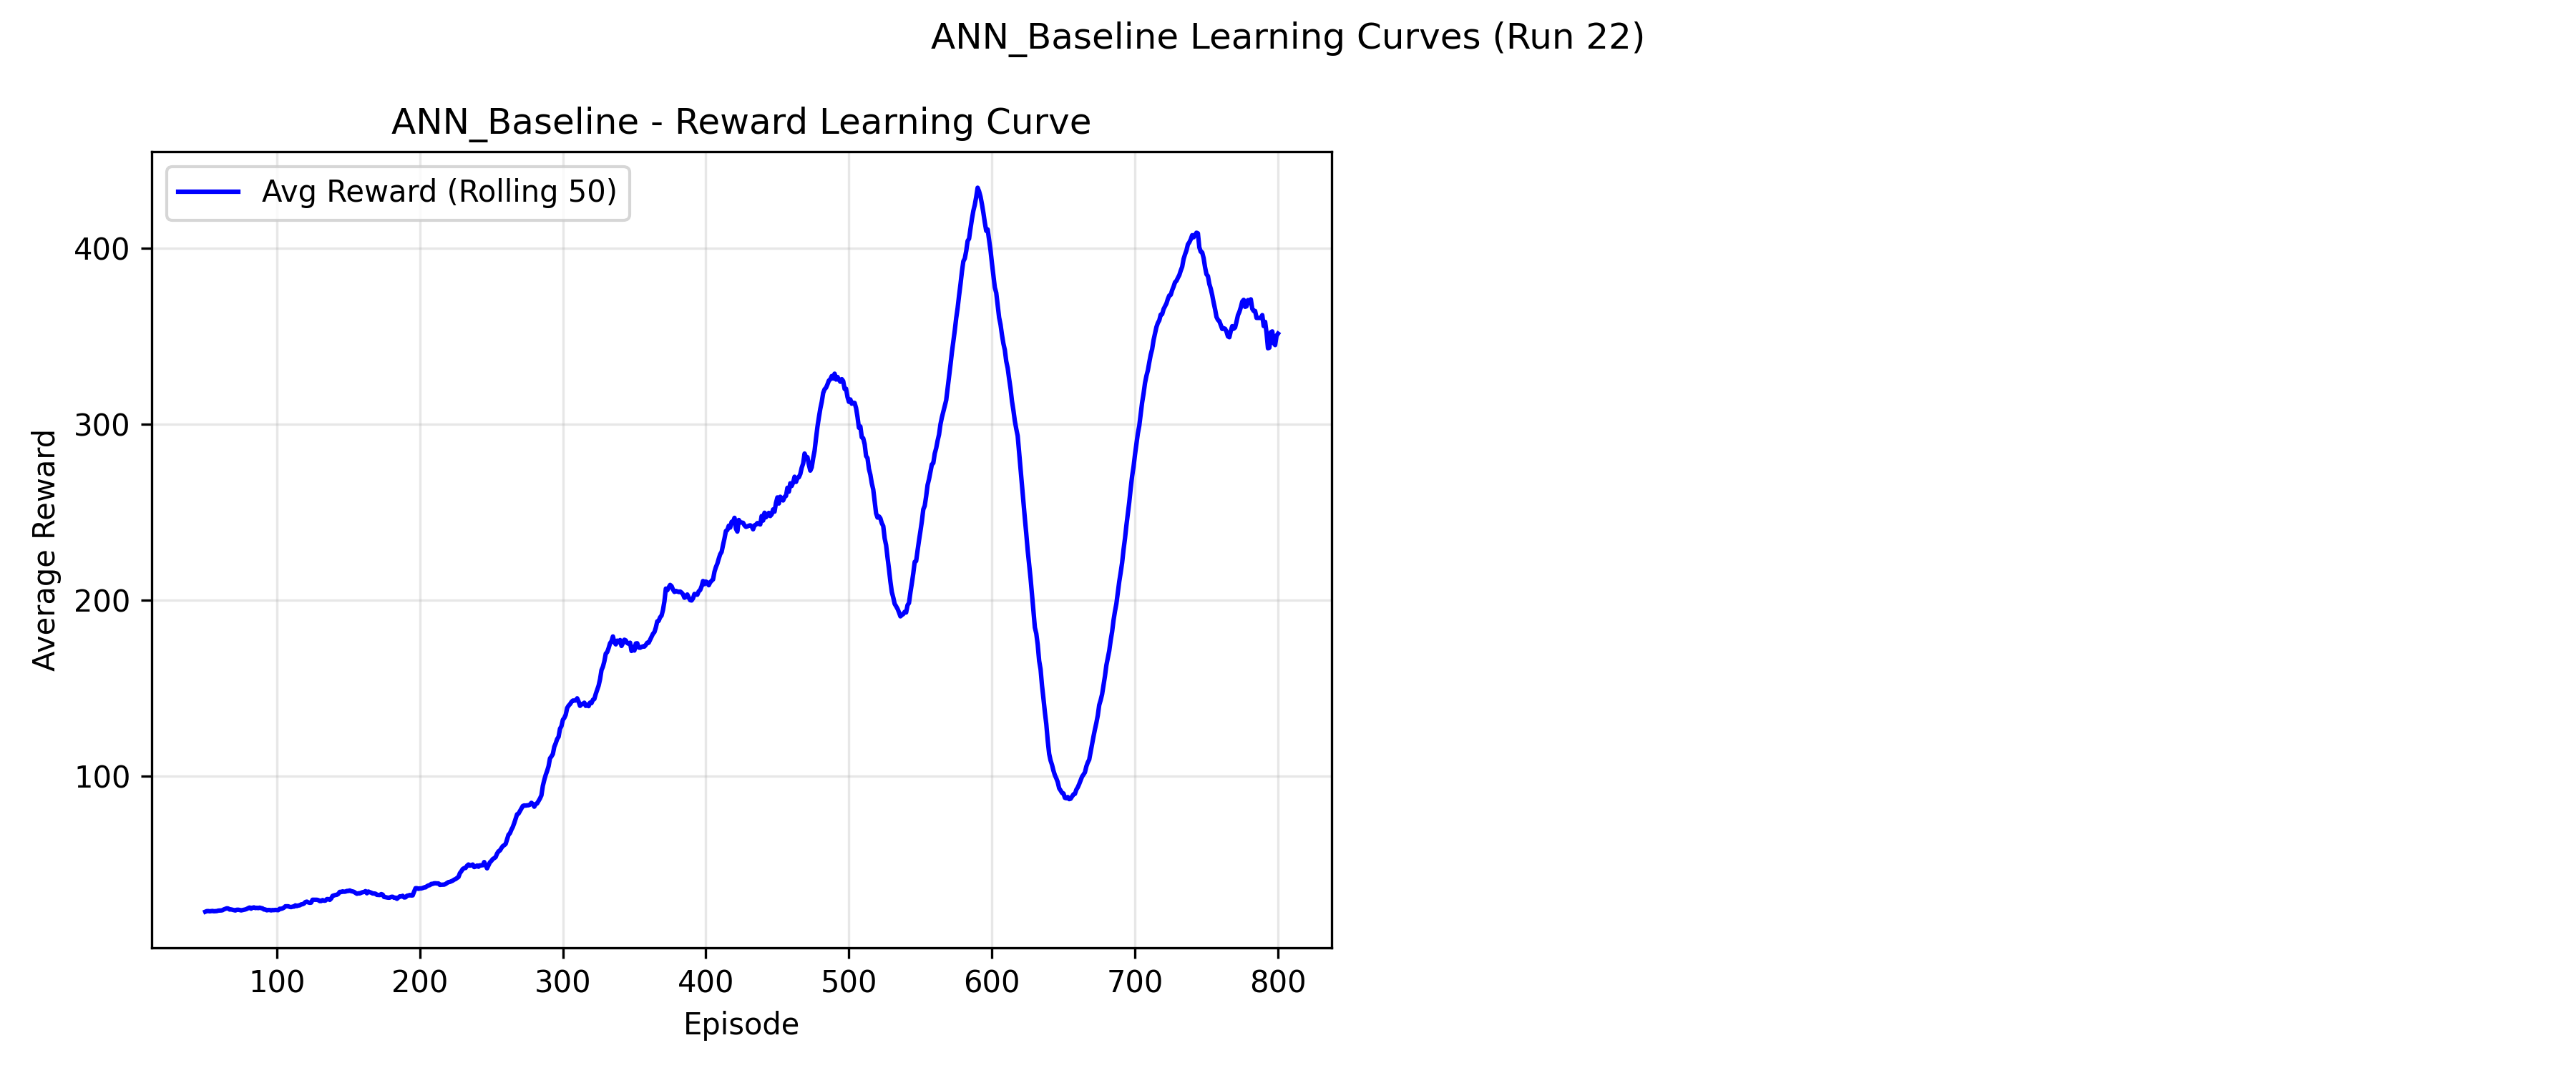 ANN_Baseline Learning Curves (Run 22)
ANN_Baseline - Reward Learning Curve
Avg Reward (Rolling 50)
Average Reward
400
300
200
100
100 200 300 400 500 600 700 800
Episode